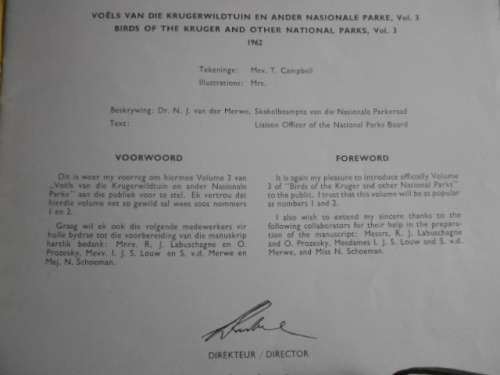 VOËLS VAN DIE KRUGERWILDTUIN EN ANDER NASIONALE PARKE, Vol. 3
BIRDS OF THE KRUGER AND OTHER NATIONAL PARKS, Vol. 3
1962
Tekeninge: Mev. T. Campbell
Illustrations: Mrs.
Beskrywing: Dr. N. J. van der Merwe, Skakelbeampte van die Nasionale Parkeraad
Text: Liaison Officer of the National Parks Board
VOORWOORD
Dit is weer my voorreg om hiermee Volume 3 van
„Voëls van die Krugerwildtuin en ander Nasionale
Parke” aan die publiek voor te stel. Ek vertrou dat
hierdie volume net so gewild sal wees soos nommers
1 en 2.
Graag wil ek ook die volgende medewerkers vir
hulle bydrae tot die voorbereiding van die manuskrip
hartlik bedank: Mnre. R. J. Labuschagne en O.
Prozesky, Mevv. I. J. S. Louw en S. v.d. Merwe en
Mej. N. Schoeman.
FOREWORD
It is again my pleasure to introduce officially Volume
3 of "Birds of the Kruger and other National Parks"
to the public. I trust that this volume will be as popular
as numbers 1 and 2.
I also wish to extend my sincere thanks to the
following collaborators for their help in the prepara-
tion of the manuscript: Messrs. R. J. Labuschagne
and O. Prozesky, Mesdames I. J. S. Louw and S. v.d.
Merwe, and Miss N. Schoeman.
DIREKTEUR / DIRECTOR